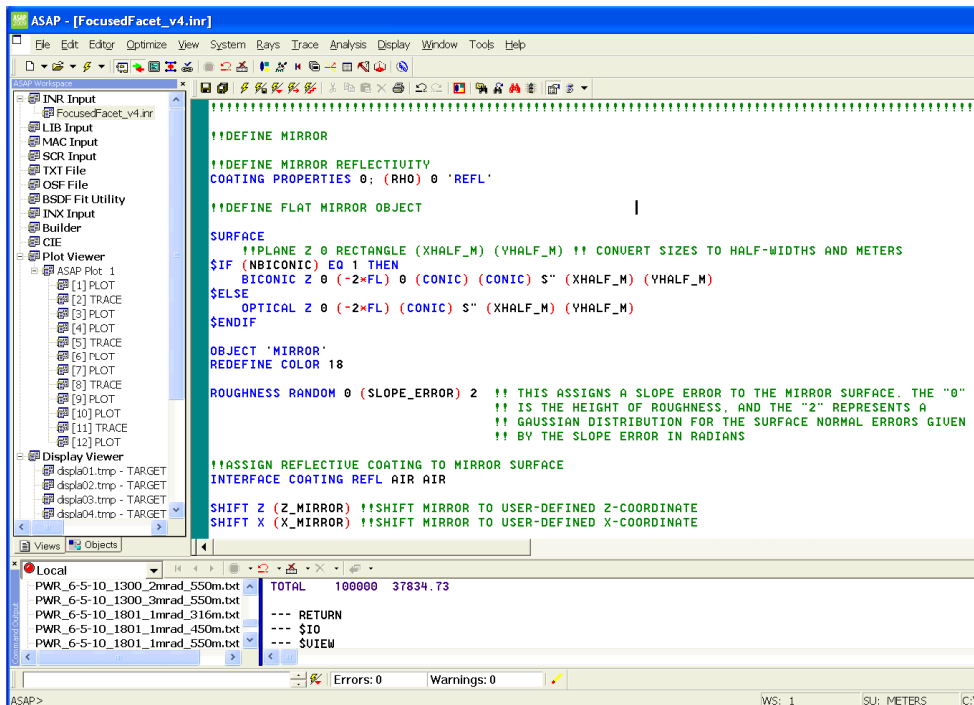 ASAP - [FocusedFacet_v4.inr]
File Edit Editor Optimize View System Rays Trace Analysis Display Window Tools Help
ASAP Workspace
INR Input
FocusedFacet_v4.inr
LIB Input
MAC Input
SCR Input
TXT File
OSF File
BSDF Fit Utility
INX Input
Builder
CIE
Plot Viewer
ASAP Plot 1
[1] PLOT
[2] TRACE
[3] PLOT
[4] PLOT
[5] TRACE
[6] PLOT
[7] PLOT
[8] TRACE
[9] PLOT
[10] PLOT
[11] TRACE
[12] PLOT
Display Viewer
displa01.tmp - TARGET
displa02.tmp - TARGET
displa03.tmp - TARGET
displa04.tmp - TARGET
Views Objects
!!DEFINE MIRROR
!!DEFINE MIRROR REFLECTIVITY
COATING PROPERTIES 0; (RHO) 0 'REFL'
!!DEFINE FLAT MIRROR OBJECT
SURFACE
!!PLANE Z 0 RECTANGLE (XHALF_M) (YHALF_M) !! CONVERT SIZES TO HALF-WIDTHS AND METERS
$IF (NBICONIC) EQ 1 THEN
BICONIC Z 0 (-2*FL) 0 (CONIC) (CONIC) S" (XHALF_M) (YHALF_M)
$ELSE
OPTICAL Z 0 (-2*FL) (CONIC) S" (XHALF_M) (YHALF_M)
$ENDIF
OBJECT 'MIRROR'
REDEFINE COLOR 18
ROUGHNESS RANDOM 0 (SLOPE_ERROR) 2 !! THIS ASSIGNS A SLOPE ERROR TO THE MIRROR SURFACE. THE "0"
!! IS THE HEIGHT OF ROUGHNESS, AND THE "2" REPRESENTS A
!! GAUSSIAN DISTRIBUTION FOR THE SURFACE NORMAL ERRORS GIVEN
!! BY THE SLOPE ERROR IN RADIANS
!!ASSIGN REFLECTIVE COATING TO MIRROR SURFACE
INTERFACE COATING REFL AIR AIR
SHIFT Z (Z_MIRROR) !!SHIFT MIRROR TO USER-DEFINED Z-COORDINATE
SHIFT X (X_MIRROR) !!SHIFT MIRROR TO USER-DEFINED X-COORDINATE
Command Output
Local
PWR_6-5-10_1300_2mrad_550m.txt
PWR_6-5-10_1300_3mrad_550m.txt
PWR_6-5-10_1801_1mrad_316m.txt
PWR_6-5-10_1801_1mrad_450m.txt
PWR_6-5-10_1801_1mrad_550m.txt
TOTAL 100000 37834.73
--- RETURN
--- $IO
--- $VIEW
Errors: 0 Warnings: 0
ASAP> WS: 1 SU: METERS